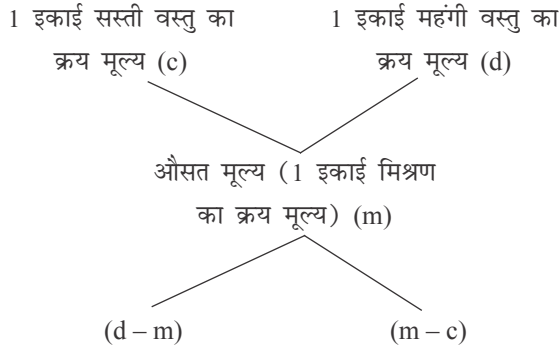 1 इकाई सस्ती वस्तु का 1 इकाई महंगी वस्तु का
क्रय मूल्य (c) क्रय मूल्य (d)
औसत मूल्य (1 इकाई मिश्रण
का क्रय मूल्य) (m)
(d – m) (m – c)